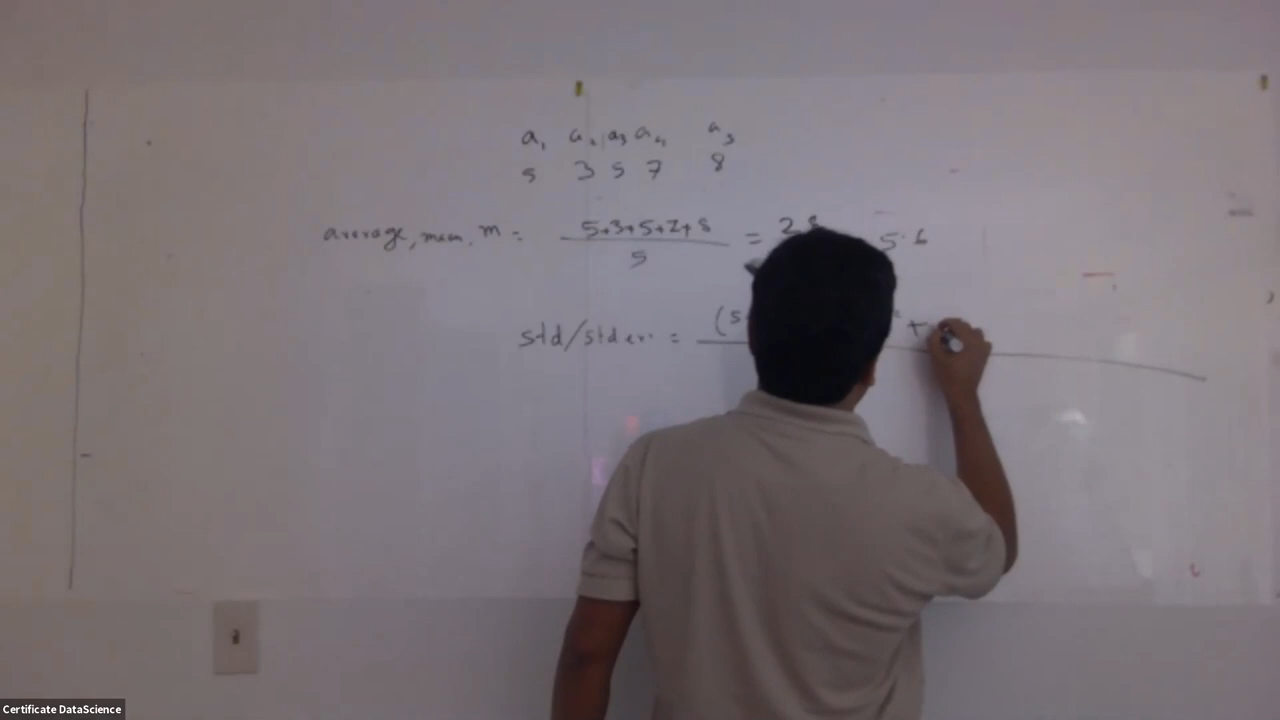 a₁ a₂ a₃ a₄ a₅
5 3 5 7 8
average, mean, m = 5+3+5+7+8 / 5 = 28 5.6
std/stdev. = (5 +
Certificate DataScience